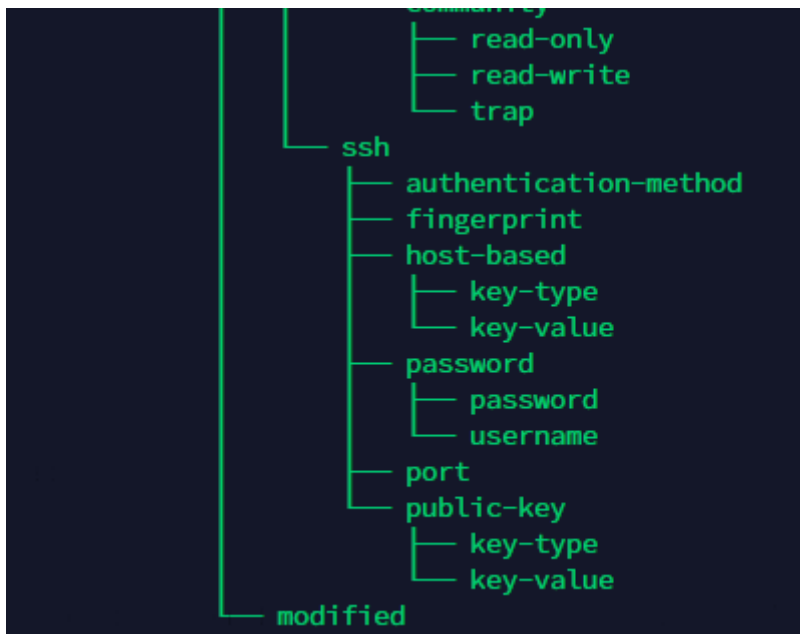 community
├── read-only
├── read-write
└── trap
└── ssh
├── authentication-method
├── fingerprint
├── host-based
├── key-type
└── key-value
├── password
├── password
└── username
├── port
└── public-key
├── key-type
└── key-value
└── modified